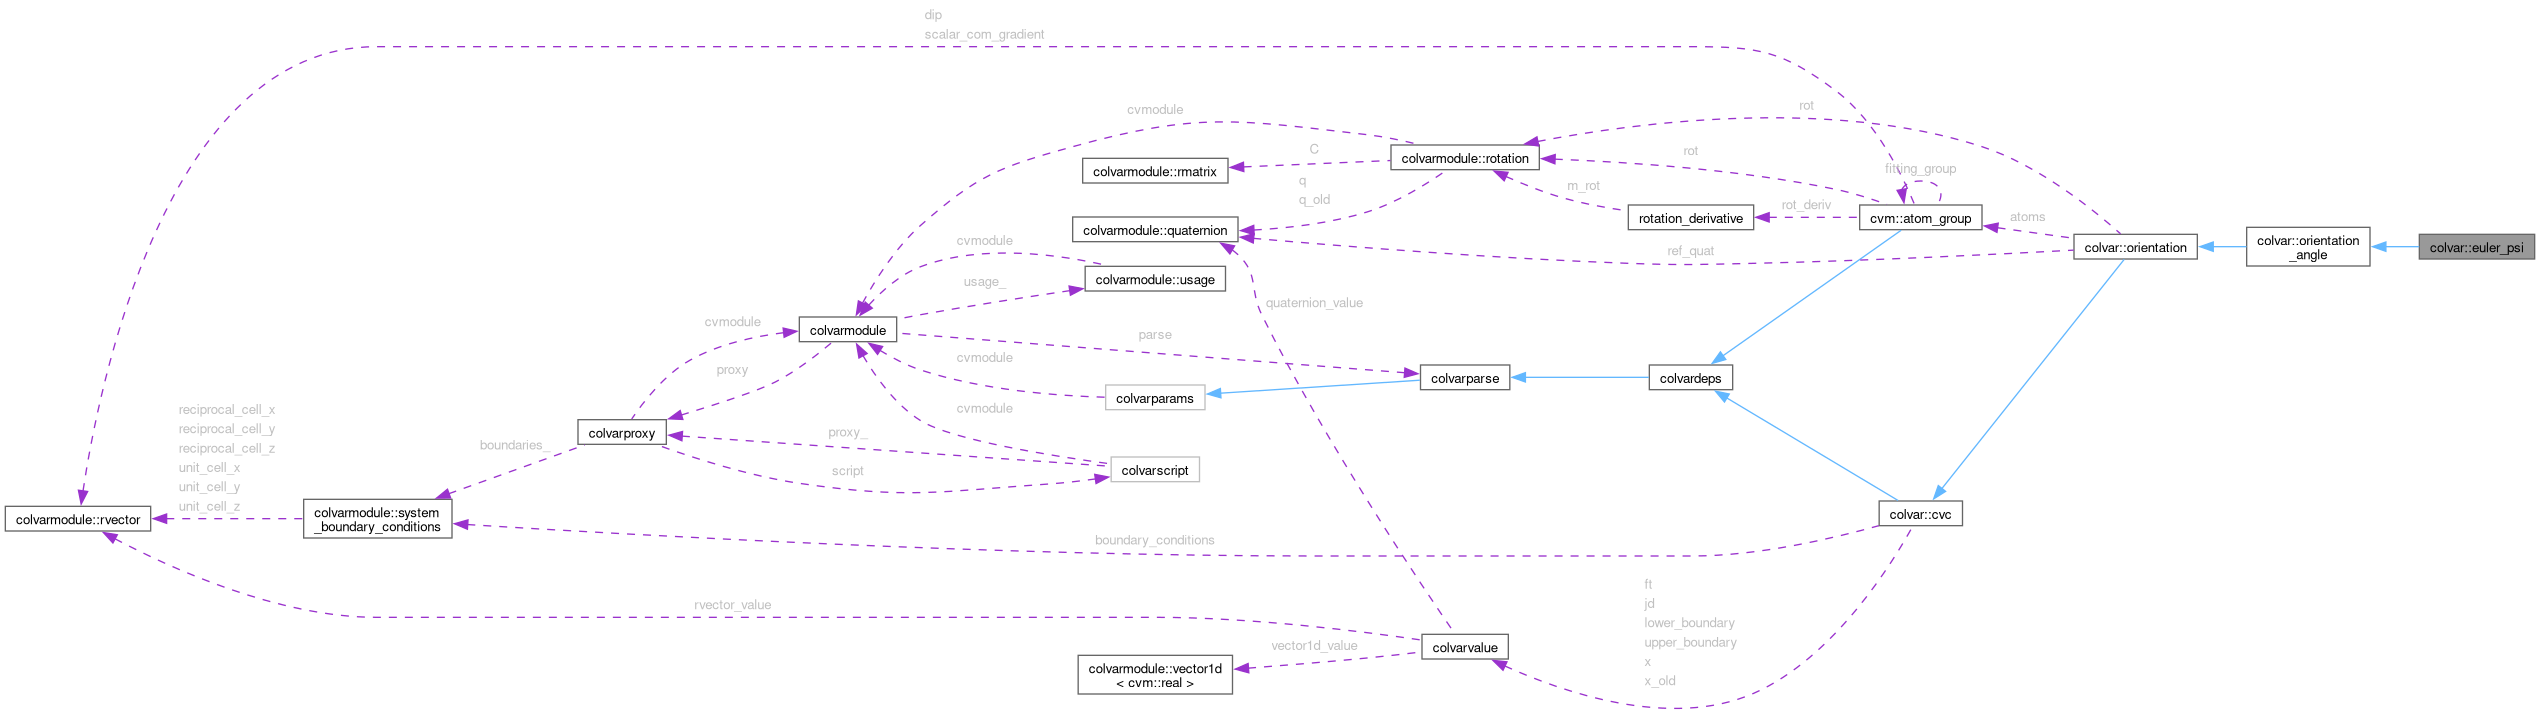 dip
scalar_com_gradient
cvmodule
rot
colvarmodule::rotation
C
rot
fitting_group
colvarmodule::rmatrix
q
q_old
m_rot
rot_deriv
rotation_derivative
cvm::atom_group
atoms
colvarmodule::quaternion
ref_quat
colvar::orientation
colvar::orientation
_angle
colvar::euler_psi
cvmodule
colvarmodule::usage
usage_
quaternion_value
cvmodule
colvarmodule
parse
proxy
cvmodule
colvarparse
colvardeps
colvarparams
reciprocal_cell_x
reciprocal_cell_y
reciprocal_cell_z
unit_cell_x
unit_cell_y
unit_cell_z
cvmodule
colvarproxy
boundaries_
proxy_
script
colvarscript
colvarmodule::rvector
colvarmodule::system
_boundary_conditions
colvar::cvc
boundary_conditions
ft
jd
lower_boundary
upper_boundary
x
x_old
rvector_value
colvarvalue
vector1d_value
colvarmodule::vector1d
< cvm::real >